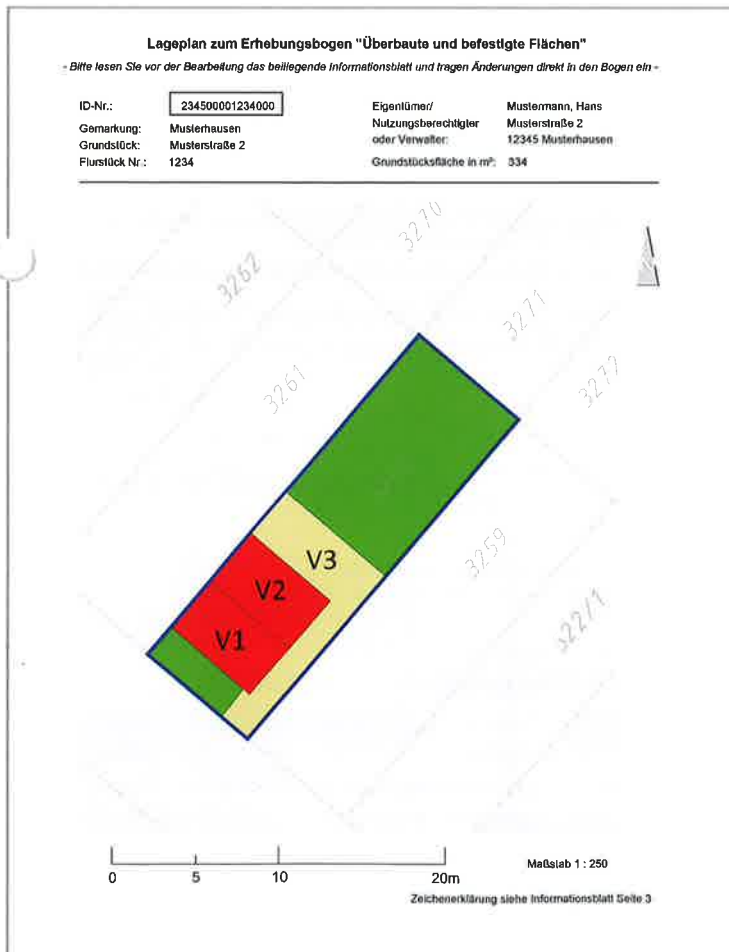 Lageplan zum Erhebungsbogen "Überbaute und befestigte Flächen"
- Bitte lesen Sie vor der Bearbeitung das beiliegende Informationsblatt und tragen Änderungen direkt in den Bogen ein -
ID-Nr.: 234500001234000
Gemarkung: Musterhausen
Grundstück: Musterstraße 2
Flurstück Nr.: 1234
Eigentümer/ Mustermann, Hans
Nutzungsberechtigter Musterstraße 2
oder Verwalter: 12345 Musterhausen
Grundstücksfläche in m²: 334
3270
3262
3271
3261
3272
V3
3259
V2
V1
0 5 10 20m
Maßstab 1 : 250
Zeichenerklärung siehe Informationsblatt Seite 3